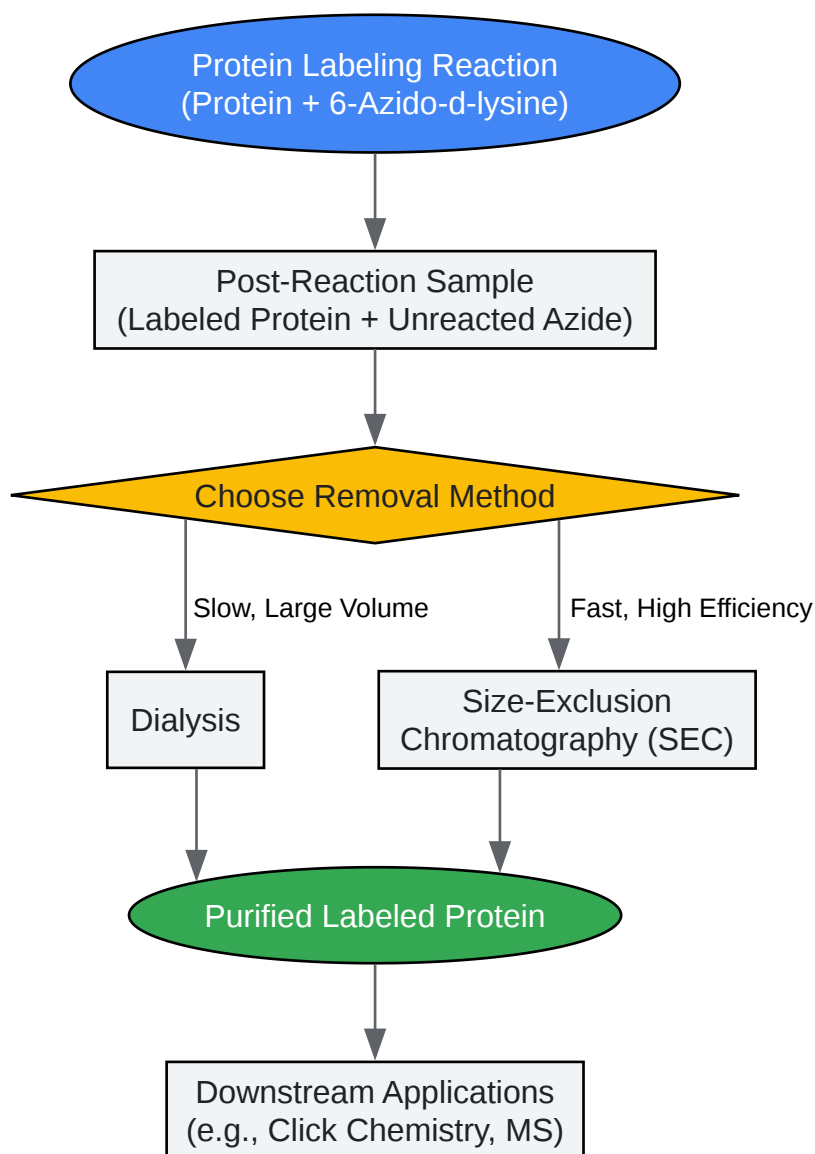 Protein Labeling Reaction
(Protein + 6-Azido-d-lysine)
Post-Reaction Sample
(Labeled Protein + Unreacted Azide)
Choose Removal Method
Slow, Large Volume
Fast, High Efficiency
Dialysis
Size-Exclusion
Chromatography (SEC)
Purified Labeled Protein
Downstream Applications
(e.g., Click Chemistry, MS)